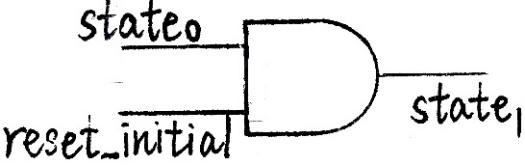 state₀
state₁
reset_initial